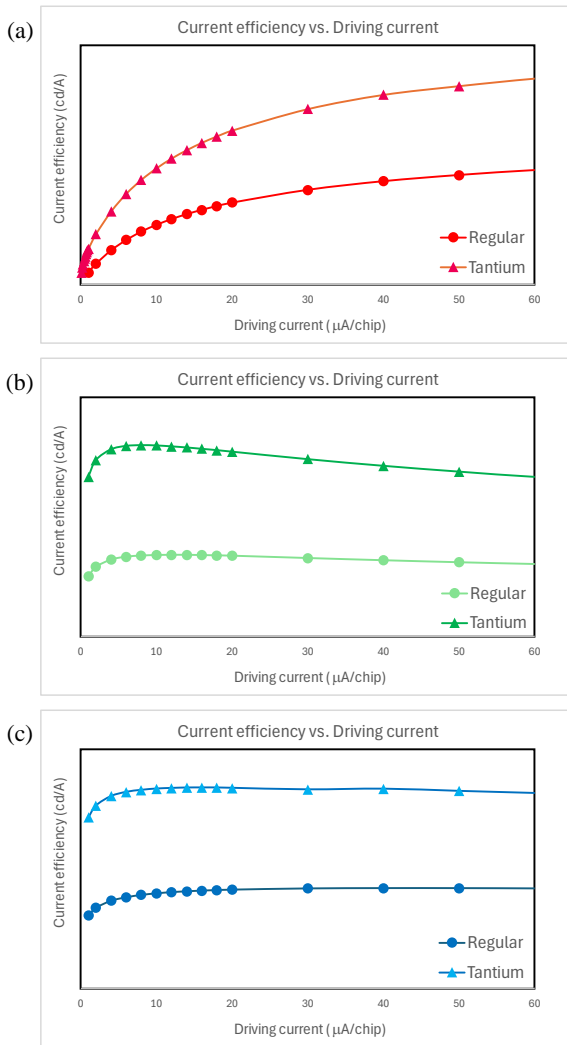 (a)
Current efficiency vs. Driving current
Current efficiency (cd/A)
Regular
Tantium
0 10 20 30 40 50 60
Driving current ( μA/chip)
(b)
Current efficiency vs. Driving current
Current efficiency (cd/A)
Regular
Tantium
0 10 20 30 40 50 60
Driving current ( μA/chip)
(c)
Current efficiency vs. Driving current
Current efficiency (cd/A)
Regular
Tantium
0 10 20 30 40 50 60
Driving current ( μA/chip)